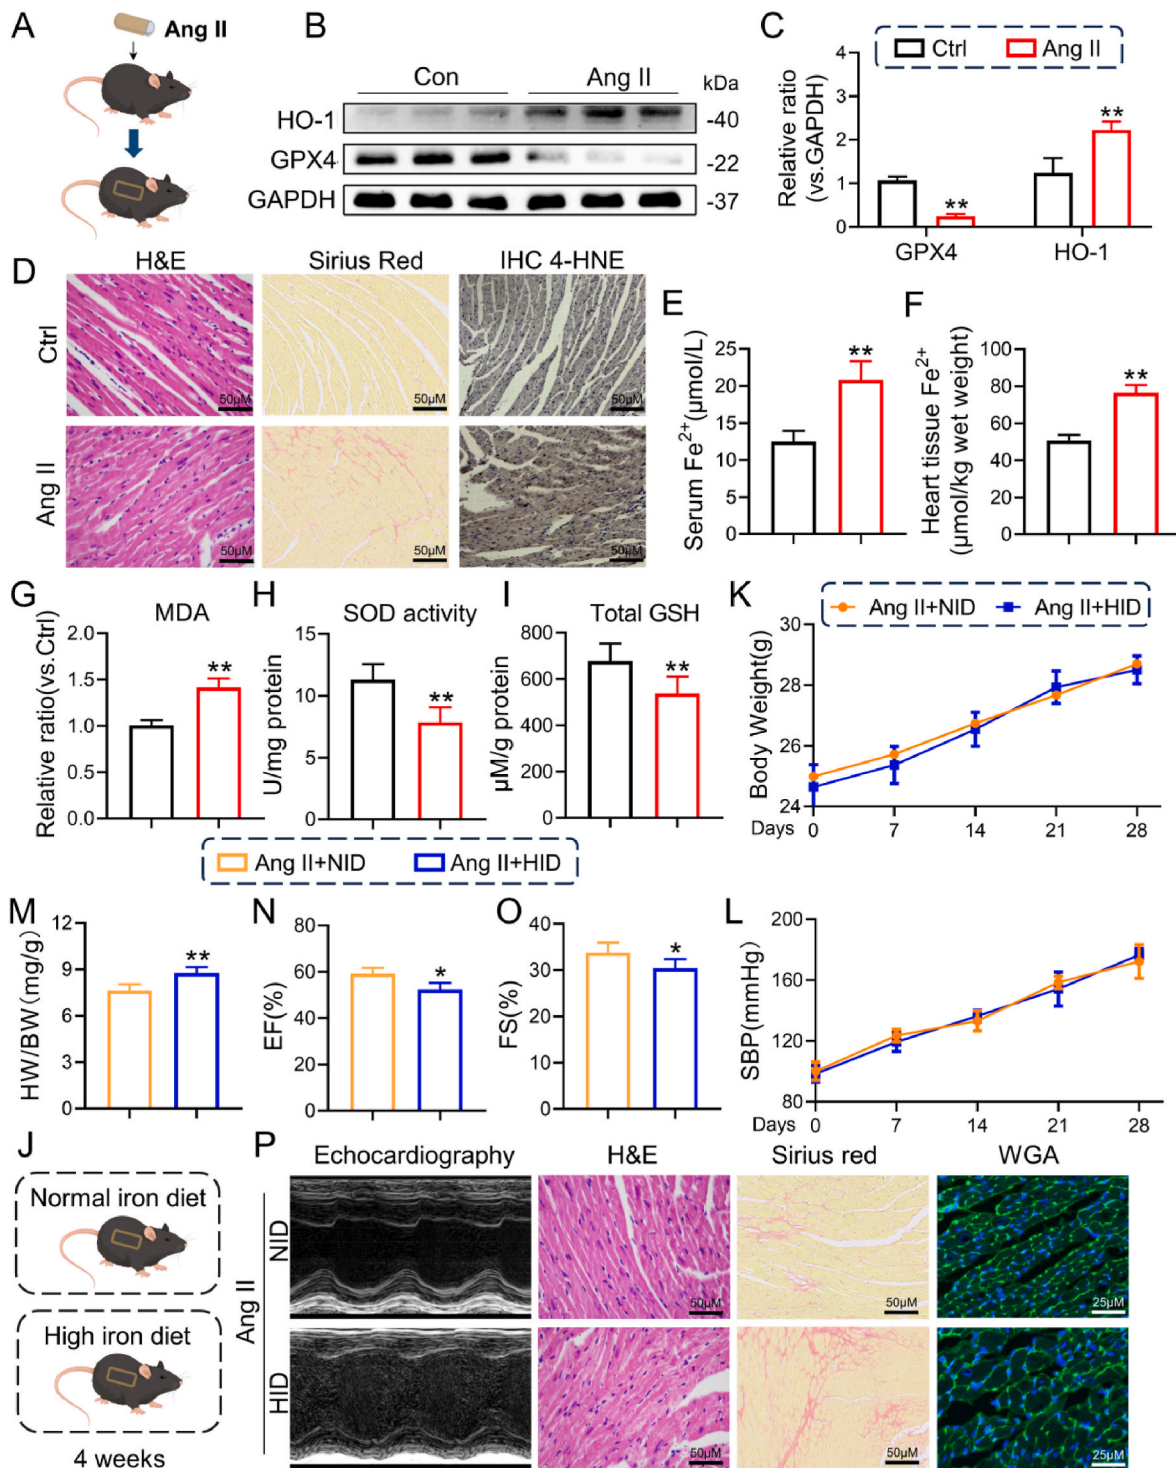 A
Ang II
B
Con
Ang II
kDa
HO-1
-40
GPX4
-22
GAPDH
-37
C
Ctrl
Ang II
Relative ratio
(vs.GAPDH)
4
3
2
1
0
**
**
GPX4
HO-1
D
H&E
Sirius Red
IHC 4-HNE
Ctrl
50μM
50μM
50μM
Ang II
50μM
50μM
50μM
E
Serum Fe2+(μmol/L)
25
20
15
10
5
0
**
F
Heart tissue Fe2+
(μmol/kg wet weight)
100
80
60
40
20
0
**
G
MDA
Relative ratio(vs.Ctrl)
2.0
1.5
1.0
0.5
0.0
**
H
SOD activity
U/mg protein
15
10
5
0
**
I
Total GSH
μM/g protein
800
600
400
200
0
**
K
Ang II+NID
Ang II+HID
Body Weight(g)
30
28
26
24
Days
0
7
14
21
28
Ang II+NID
Ang II+HID
M
HW/BW (mg/g)
12
9
6
3
0
**
N
EF(%)
80
60
40
20
0
*
O
FS(%)
40
30
20
10
0
*
L
SBP(mmHg)
200
160
120
80
Days
0
7
14
21
28
J
Normal iron diet
High iron diet
4 weeks
P
Echocardiography
H&E
Sirius red
WGA
Ang II
NID
50μM
50μM
25μM
HID
50μM
50μM
25μM